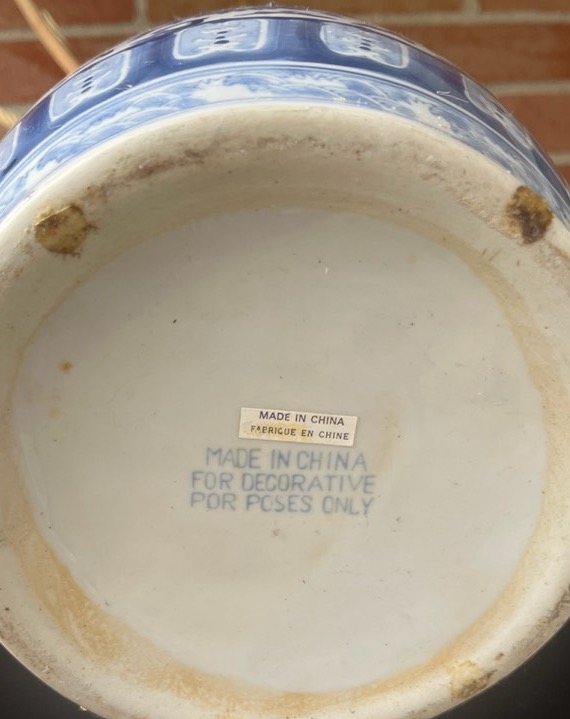 MADE IN CHINA
FABRIQUE EN CHINE
MADE IN CHINA
FOR DECORATIVE
POR POSES ONLY